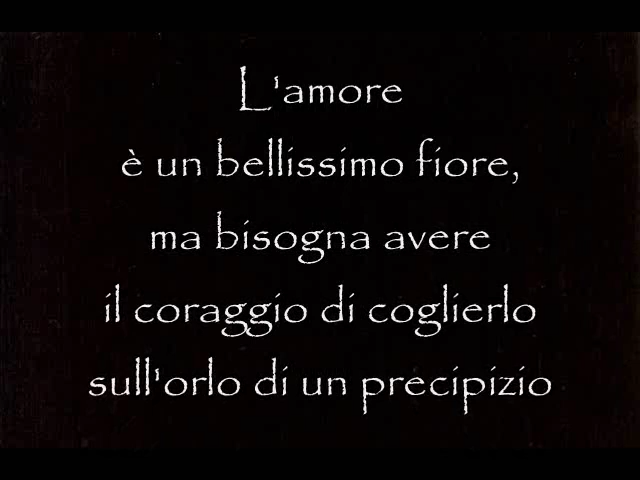 L'amore
è un bellissimo fiore,
ma bisogna avere
il coraggio di coglierlo
sull'orlo di un precipizio